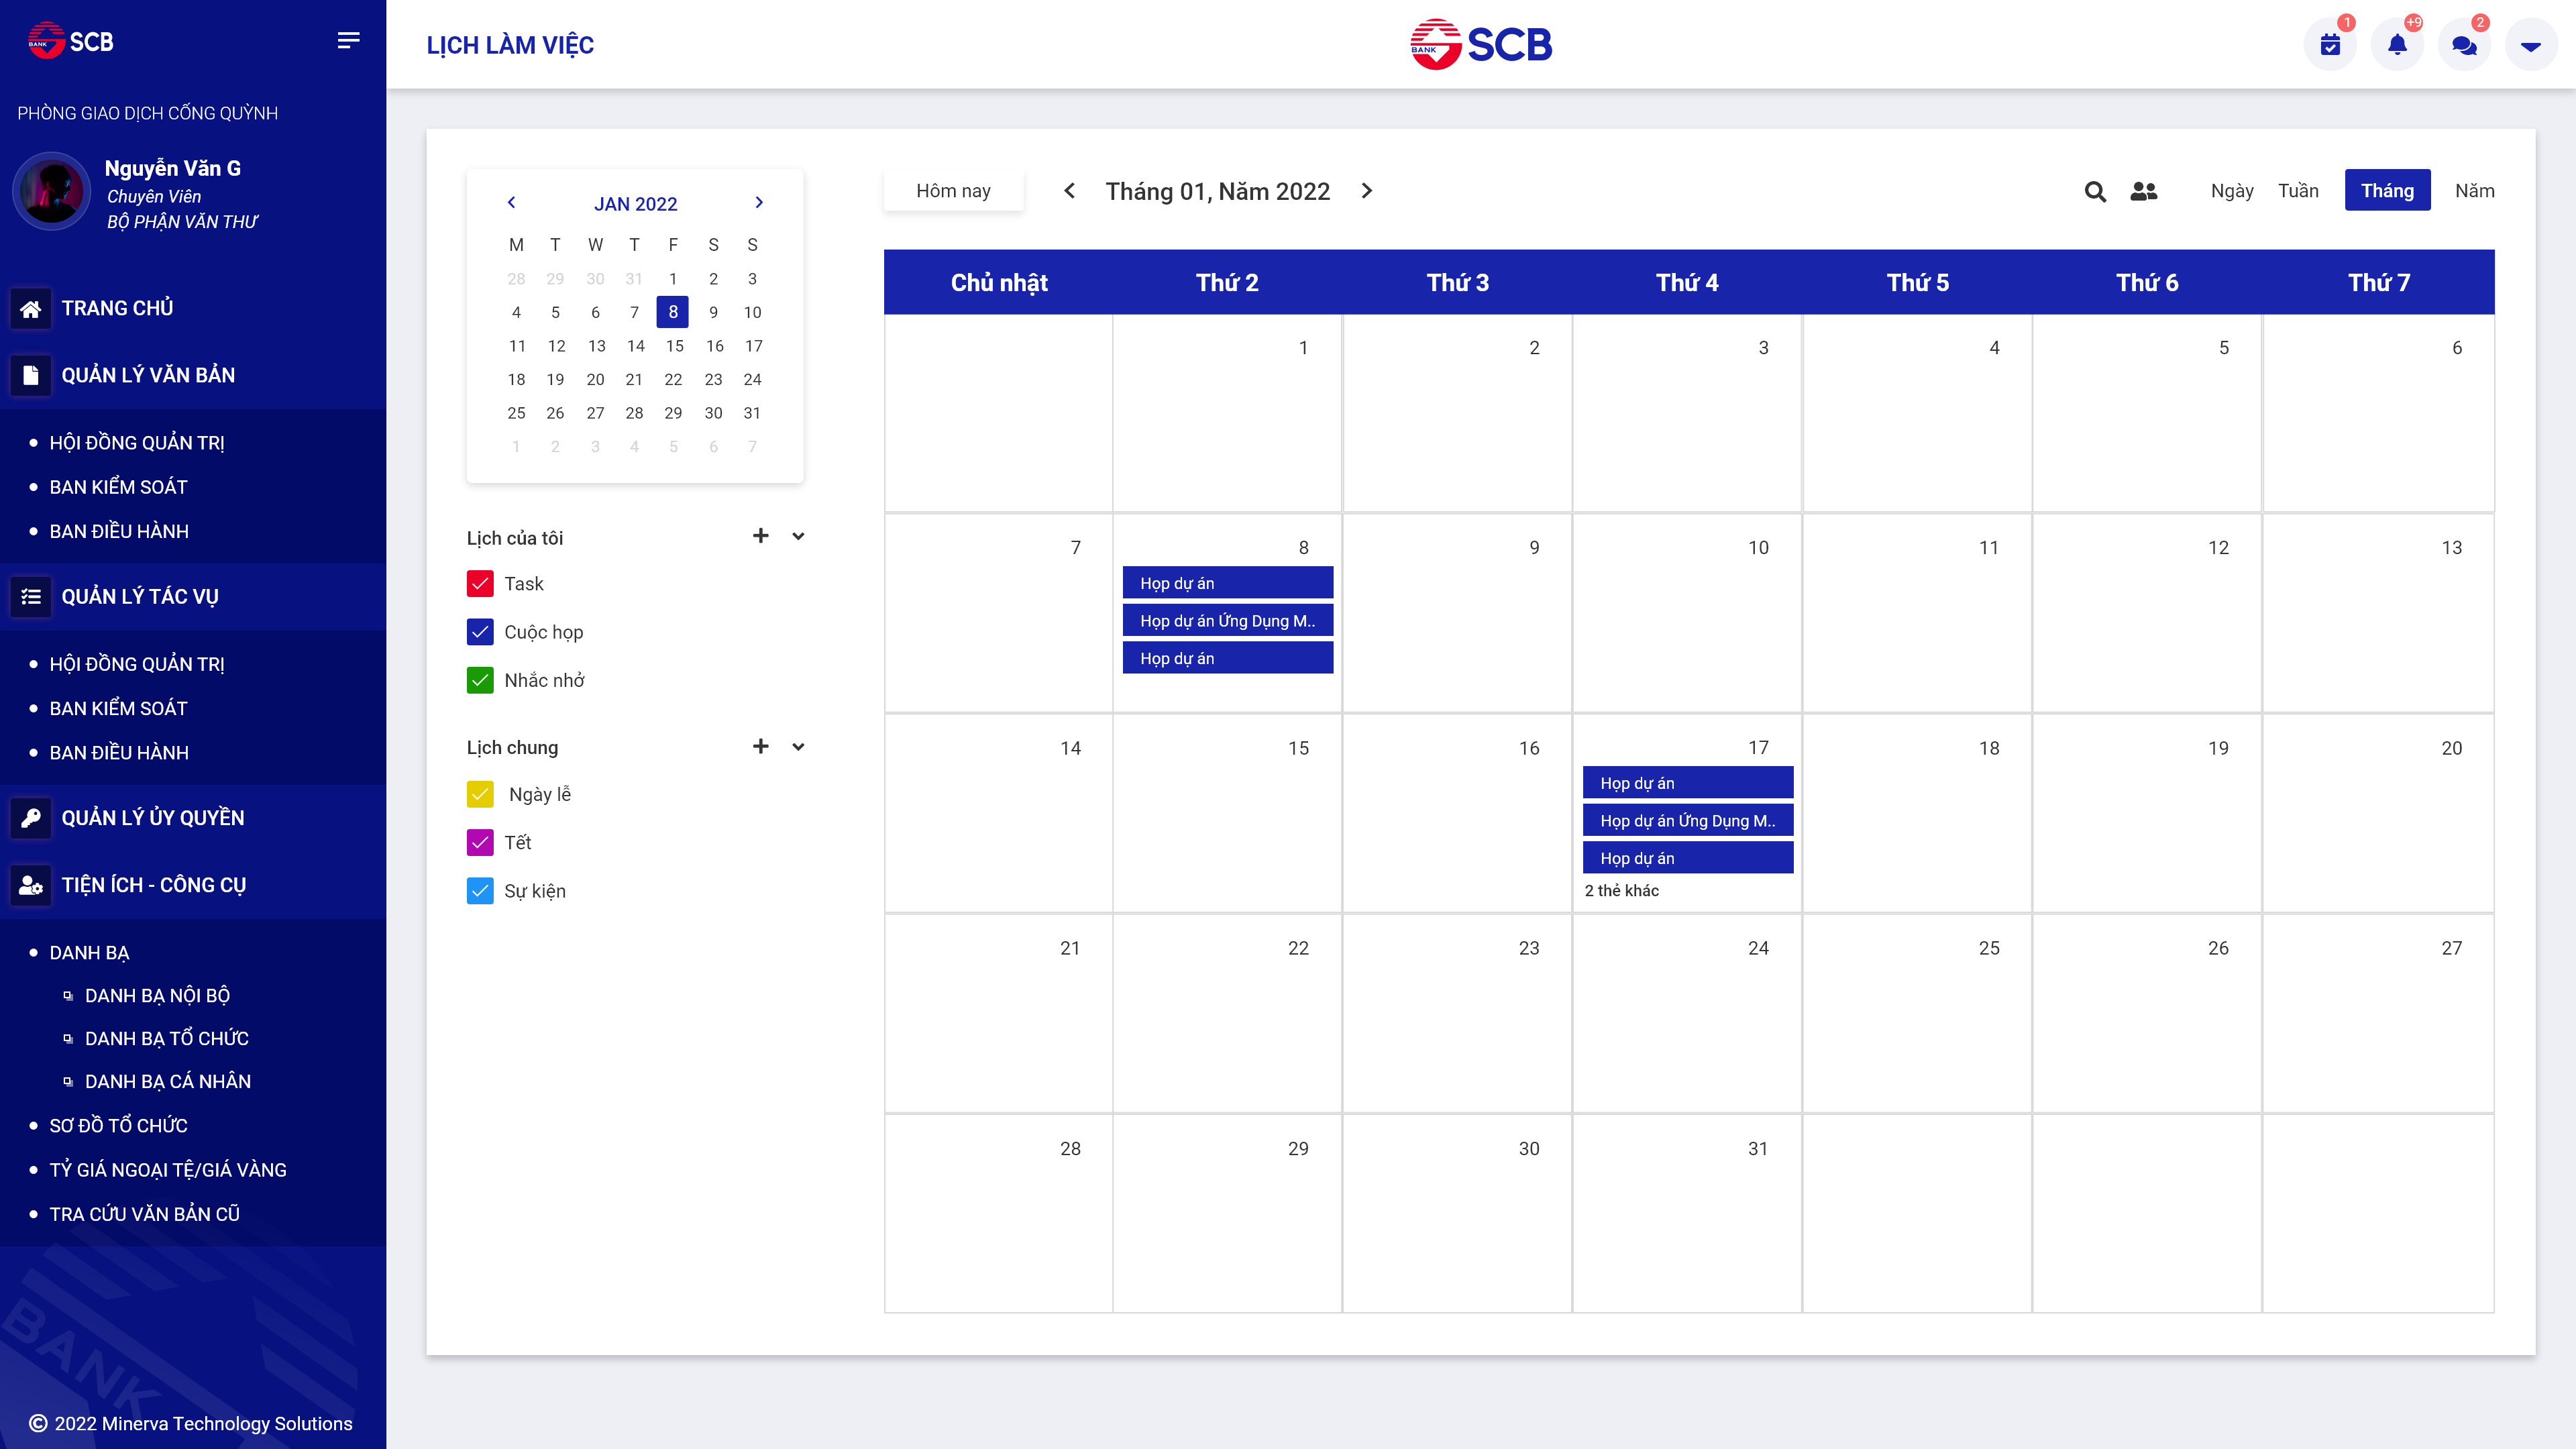 BANK SCB
PHÒNG GIAO DỊCH CỐNG QUỲNH
Nguyễn Văn G
Chuyên Viên
BỘ PHẬN VĂN THƯ
TRANG CHỦ
QUẢN LÝ VĂN BẢN
HỘI ĐỒNG QUẢN TRỊ
BAN KIỂM SOÁT
BAN ĐIỀU HÀNH
QUẢN LÝ TÁC VỤ
HỘI ĐỒNG QUẢN TRỊ
BAN KIỂM SOÁT
BAN ĐIỀU HÀNH
QUẢN LÝ ỦY QUYỀN
TIỆN ÍCH - CÔNG CỤ
DANH BẠ
DANH BẠ NỘI BỘ
DANH BẠ TỔ CHỨC
DANH BẠ CÁ NHÂN
SƠ ĐỒ TỔ CHỨC
TỶ GIÁ NGOẠI TỆ/GIÁ VÀNG
TRA CỨU VĂN BẢN CŨ
BANK
© 2022 Minerva Technology Solutions
LỊCH LÀM VIỆC
BANK SCB
1 +9 2
JAN 2022
M T W T F S S
28 29 30 31 1 2 3
4 5 6 7 8 9 10
11 12 13 14 15 16 17
18 19 20 21 22 23 24
25 26 27 28 29 30 31
1 2 3 4 5 6 7
Lịch của tôi
Task
Cuộc họp
Nhắc nhở
Lịch chung
Ngày lễ
Tết
Sự kiện
Hôm nay Tháng 01, Năm 2022 Ngày Tuần Tháng Năm
Chủ nhật Thứ 2 Thứ 3 Thứ 4 Thứ 5 Thứ 6 Thứ 7
1 2 3 4 5 6
7 8 9 10 11 12 13
Họp dự án
Họp dự án Ứng Dụng M..
Họp dự án
14 15 16 17 18 19 20
Họp dự án
Họp dự án Ứng Dụng M..
Họp dự án
2 thẻ khác
21 22 23 24 25 26 27
28 29 30 31